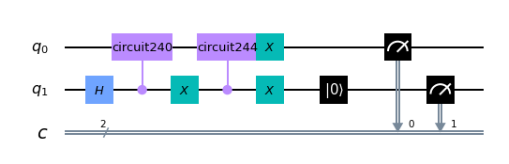 q0 circuit240 circuit244 X
q1 H X X |0⟩
c 2 0 1